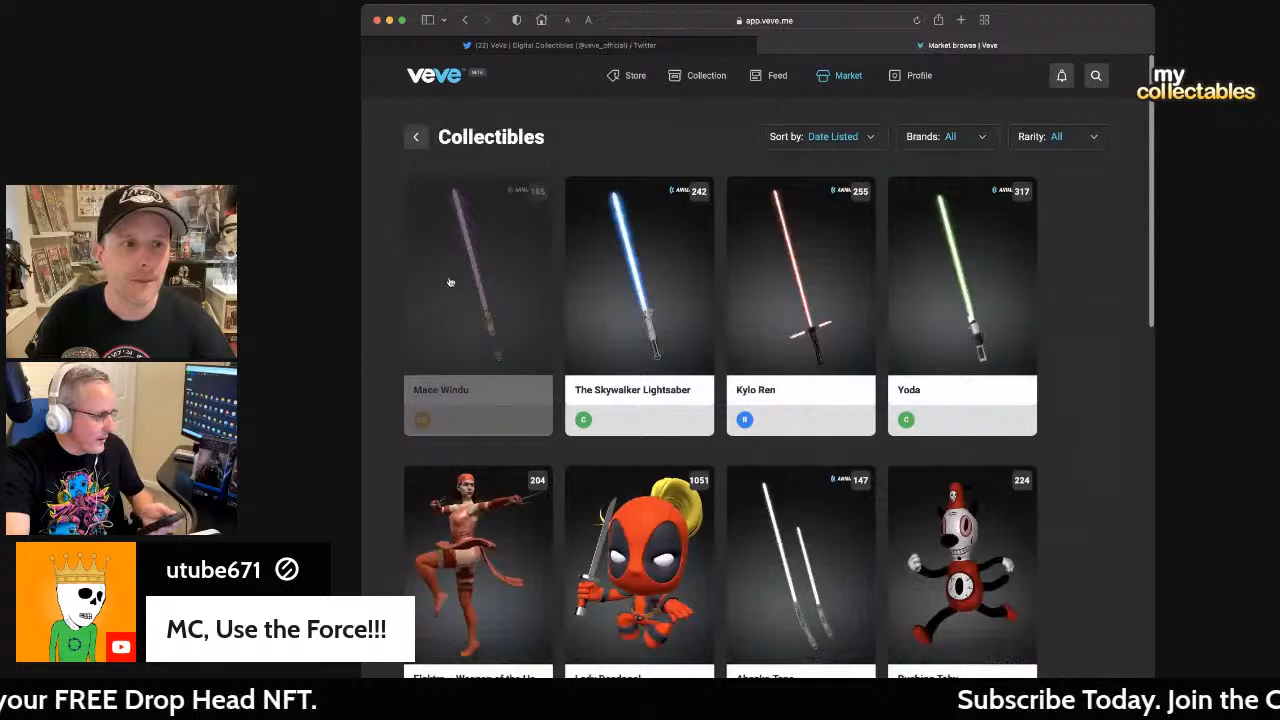 app.veve.me
(22) VeVe | Digital Collectibles (@veve_official) / Twitter
Market browse | Veve
veve BETA
Store
Collection
Feed
Market
Profile
my
collectables
Collectibles
Sort by: Date Listed
Brands: All
Rarity: All
185
242
255
317
Mace Windu
The Skywalker Lightsaber
Kylo Ren
Yoda
C
R
C
204
1051
147
224
utube671
MC, Use the Force!!!
your FREE Drop Head NFT.
Subscribe Today. Join the C